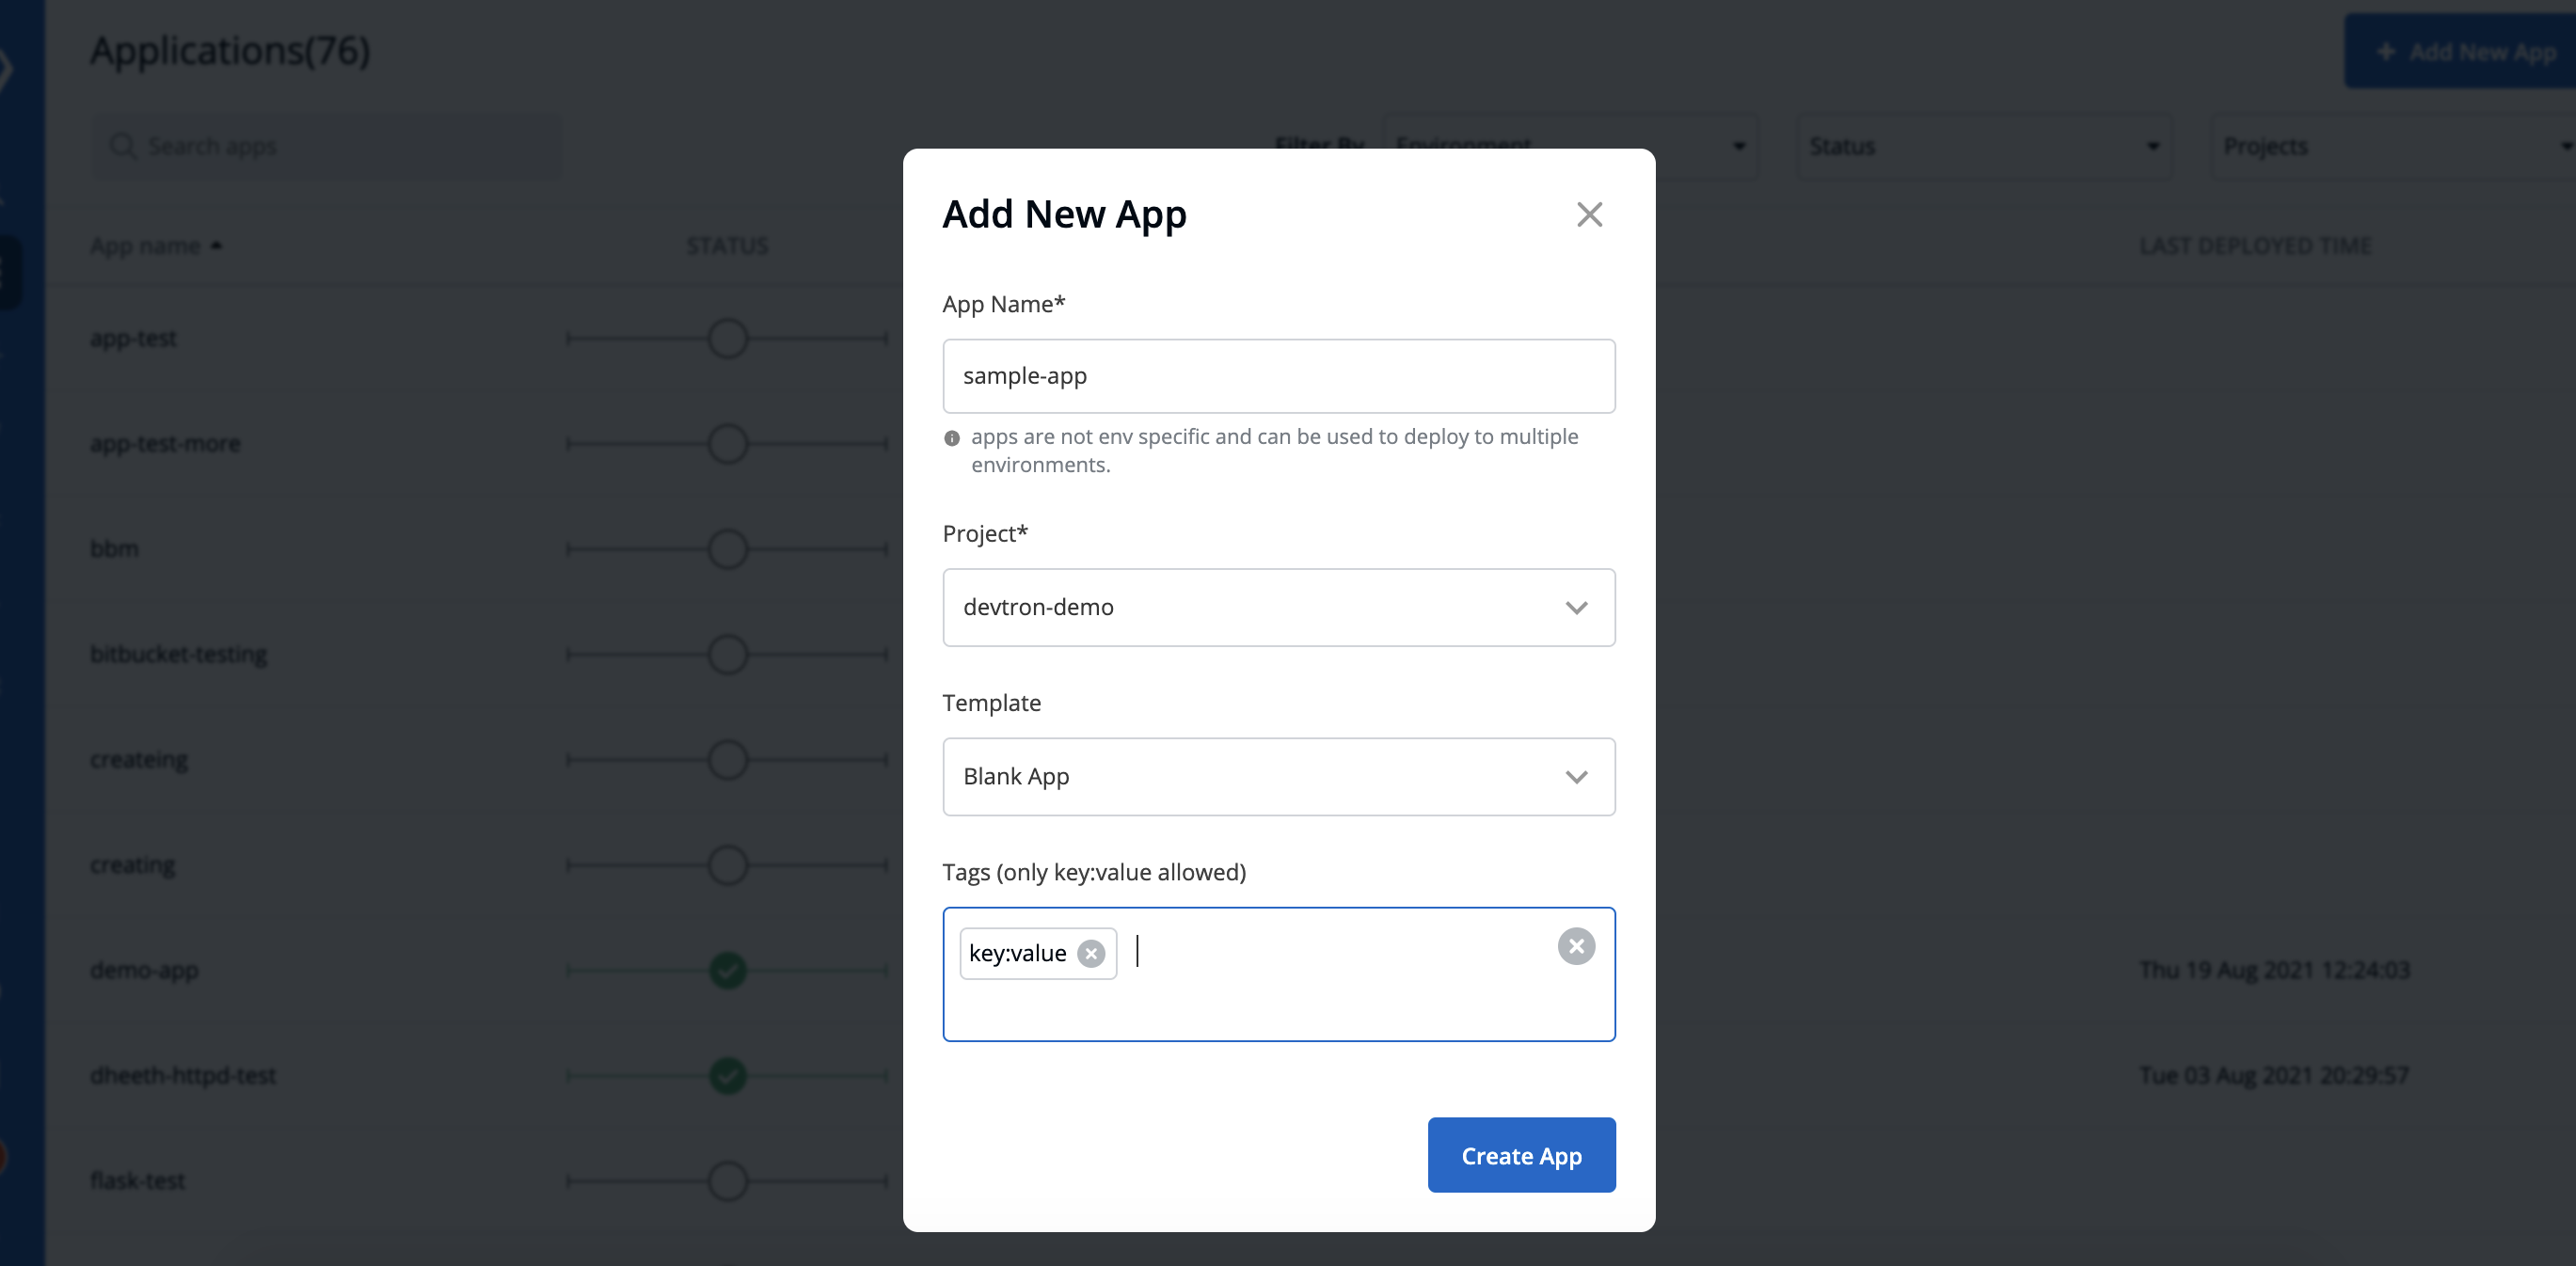 Applications(76)
+ Add New App
Search apps
Filter By
Environment
Status
Projects
App name
STATUS
LAST DEPLOYED TIME
app-test
app-test-more
bbm
bitbucket-testing
createing
creating
demo-app
Thu 19 Aug 2021 12:24:03
dheeth-httpd-test
Tue 03 Aug 2021 20:29:57
flask-test
Add New App
App Name*
sample-app
apps are not env specific and can be used to deploy to multiple
environments.
Project*
devtron-demo
Template
Blank App
Tags (only key:value allowed)
key:value
Create App